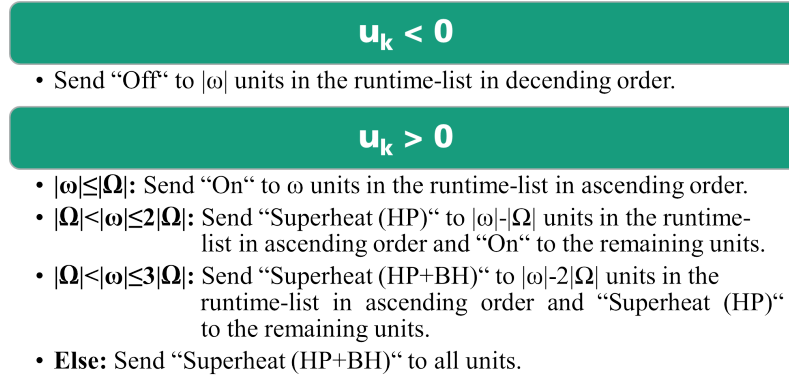 u_k < 0
• Send “Off“ to |ω| units in the runtime-list in decending order.
u_k > 0
• |ω|≤|Ω|: Send “On“ to ω units in the runtime-list in ascending order.
• |Ω|<|ω|≤2|Ω|: Send “Superheat (HP)“ to |ω|-|Ω| units in the runtime-
list in ascending order and “On“ to the remaining units.
• |Ω|<|ω|≤3|Ω|: Send “Superheat (HP+BH)“ to |ω|-2|Ω| units in the
runtime-list in ascending order and “Superheat (HP)“
to the remaining units.
• Else: Send “Superheat (HP+BH)“ to all units.